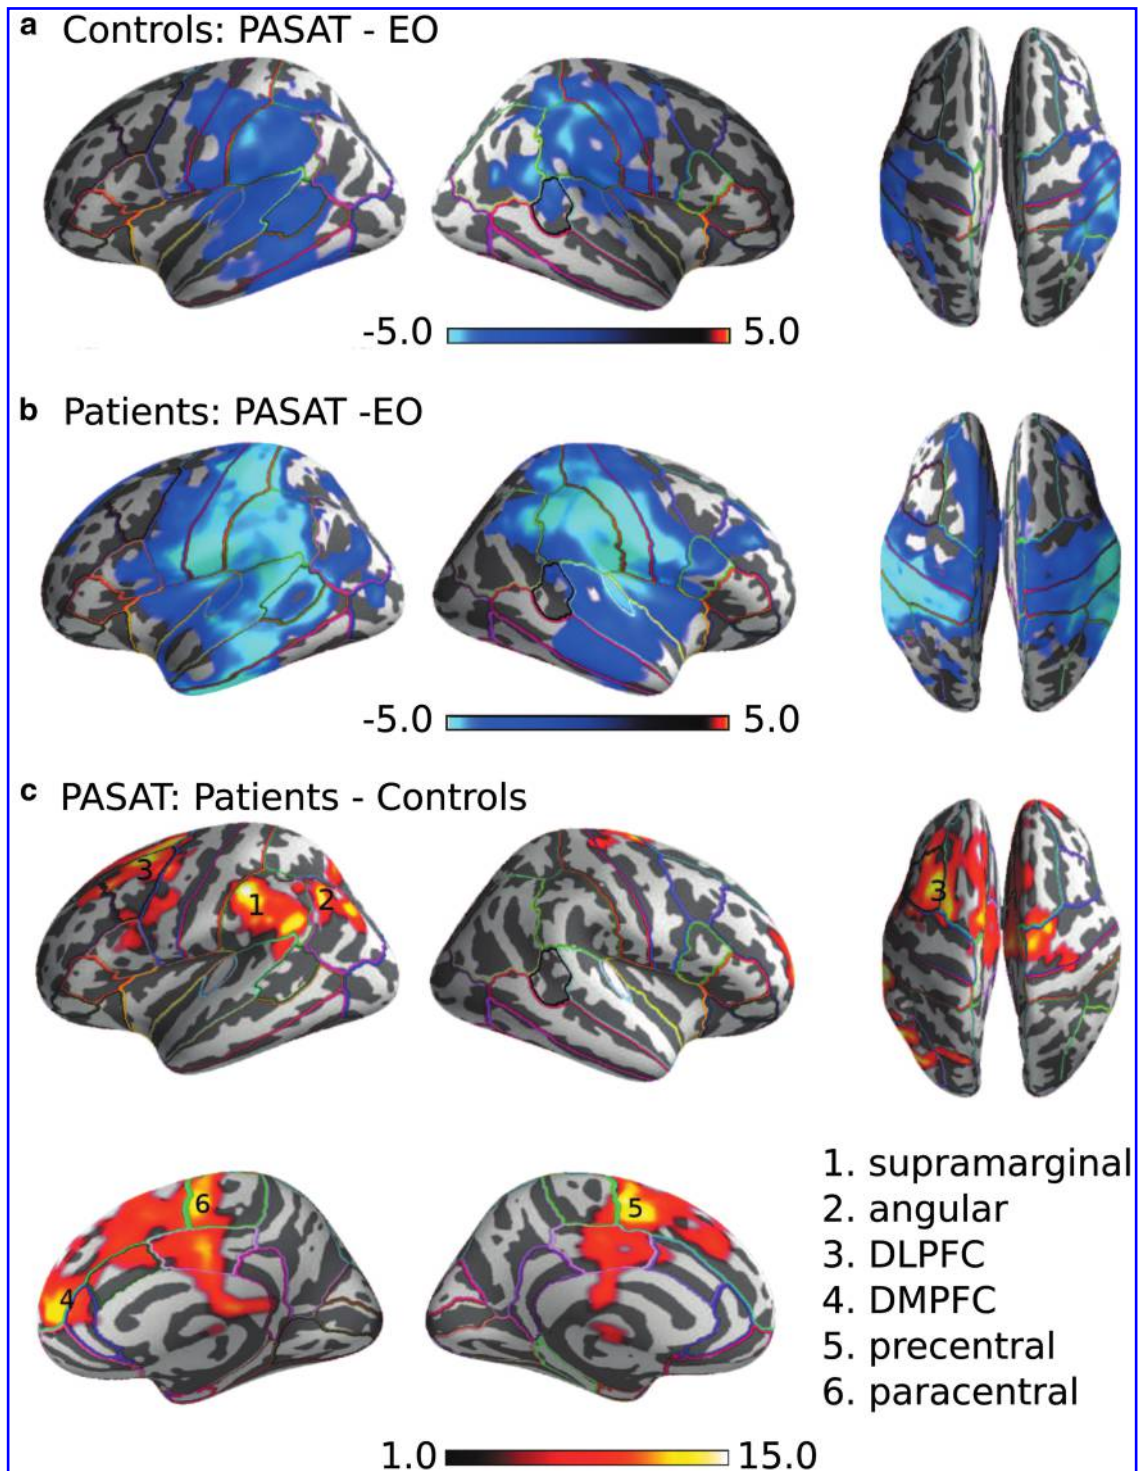 a Controls: PASAT - EO
-5.0 5.0
b Patients: PASAT -EO
-5.0 5.0
c PASAT: Patients - Controls
3
1
2
3
6
5
4
1. supramarginal
2. angular
3. DLPFC
4. DMPFC
5. precentral
6. paracentral
1.0 15.0